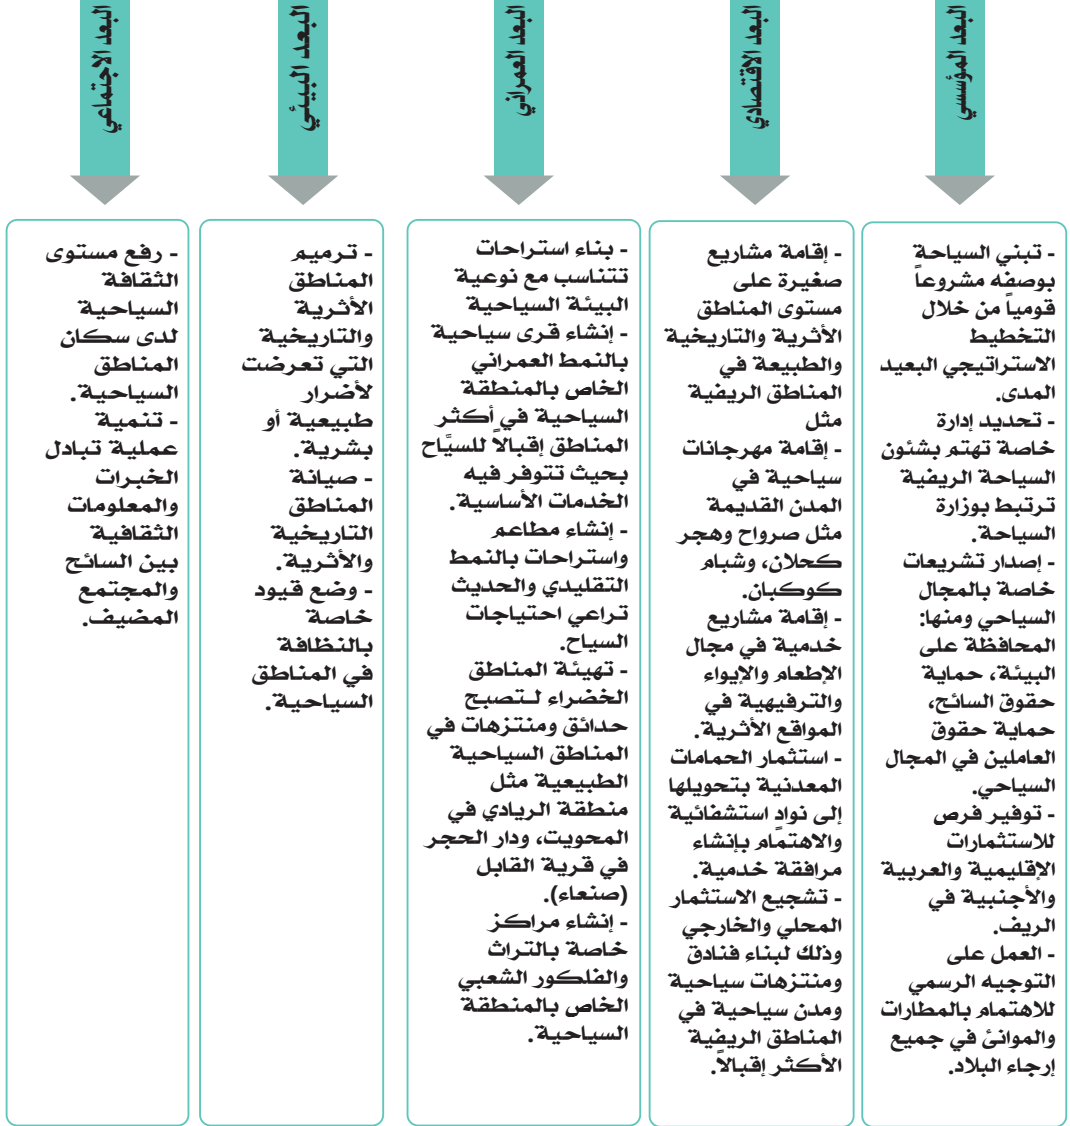 البعد المؤسسي
- تبني السياحة
بوصفه مشروعاً
قومياً من خلال
التخطيط
الاستراتيجي البعيد
المدى.
- تحديد إدارة
خاصة تهتم بشئون
السياحة الريفية
ترتبط بوزارة
السياحة.
- إصدار تشريعات
خاصة بالمجال
السياحي ومنها:
المحافظة على
البيئة، حماية
حقوق السائح،
حماية حقوق
العاملين في المجال
السياحي.
- توفير فرص
للاستثمارات
الإقليمية والعربية
والأجنبية في
الريف.
- العمل على
التوجيه الرسمي
للاهتمام بالمطارات
والموانئ في جميع
إرجاء البلاد.
البعد الاقتصادي
- إقامة مشاريع
صغيرة على
مستوى المناطق
الأثرية والتاريخية
والطبيعة في
المناطق الريفية
مثل
- إقامة مهرجانات
سياحية في
المدن القديمة
مثل صرواح وهجر
كحلان، وشبام
كوكبان.
- إقامة مشاريع
خدمية في مجال
الإطعام والإيواء
والترفيهية في
المواقع الأثرية.
- استثمار الحمامات
المعدنية بتحويلها
إلى نوادٍ استشفائية
والاهتمام بإنشاء
مرافقة خدمية.
- تشجيع الاستثمار
المحلي والخارجي
وذلك لبناء فنادق
ومنتزهات سياحية
ومدن سياحية في
المناطق الريفية
الأكثر إقبالاً.
البعد العمراني
- بناء استراحات
تتناسب مع نوعية
البيئة السياحية
- إنشاء قرى سياحية
بالنمط العمراني
الخاص بالمنطقة
السياحية في أكثر
المناطق إقبالاً للسيَّاح
بحيث تتوفر فيه
الخدمات الأساسية.
- إنشاء مطاعم
واستراحات بالنمط
التقليدي والحديث
تراعي احتياجات
السياح.
- تهيئة المناطق
الخضراء لتصبح
حدائق ومنتزهات في
المناطق السياحية
الطبيعية مثل
منطقة الريادي في
المحويت، ودار الحجر
في قرية القابل
(صنعاء).
- إنشاء مراكز
خاصة بالتراث
والفلكور الشعبي
الخاص بالمنطقة
السياحية.
البعد البيئي
- ترميم
المناطق
الأثرية
والتاريخية
التي تعرضت
لأضرار
طبيعية أو
بشرية.
- صيانة
المناطق
التاريخية
والأثرية.
- وضع قيود
خاصة
بالنظافة
في المناطق
السياحية.
البعد الاجتماعي
- رفع مستوى
الثقافة
السياحية
لدى سكان
المناطق
السياحية.
- تنمية
عملية تبادل
الخبرات
والمعلومات
الثقافية
بين السائح
والمجتمع
المضيف.